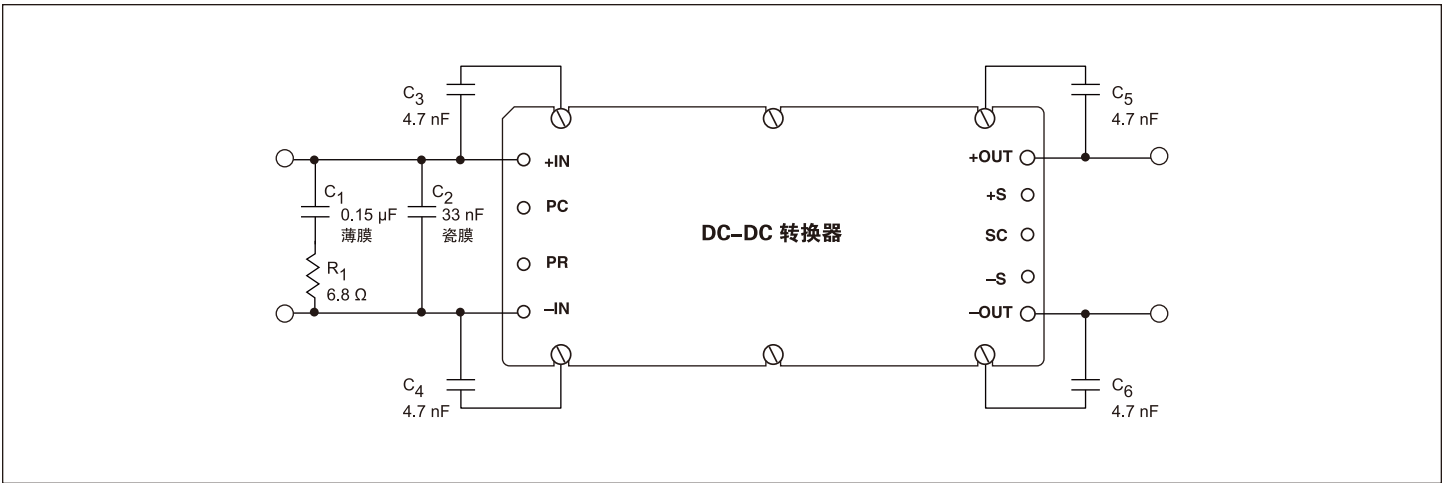 C3
4.7 nF
C5
4.7 nF
+IN
+OUT
C1
0.15 µF
薄膜
C2
33 nF
瓷膜
PC
+S
DC–DC 转换器
SC
R1
6.8 Ω
PR
–S
–IN
–OUT
C4
4.7 nF
C6
4.7 nF